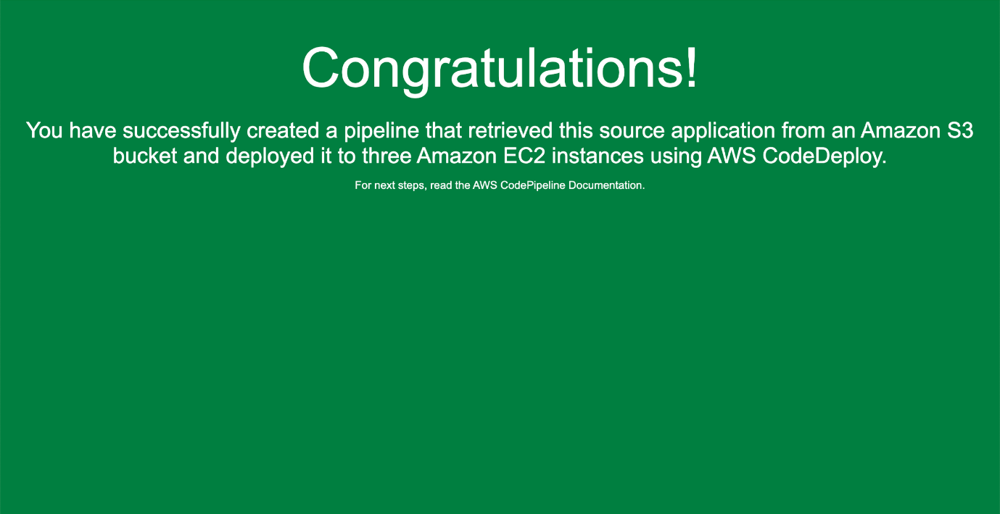 Congratulations!
You have successfully created a pipeline that retrieved this source application from an Amazon S3
bucket and deployed it to three Amazon EC2 instances using AWS CodeDeploy.
For next steps, read the AWS CodePipeline Documentation.